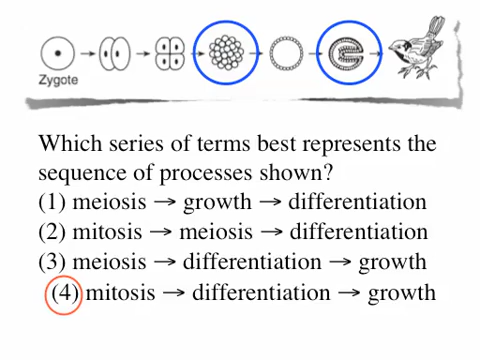 Zygote
Which series of terms best represents the
sequence of processes shown?
(1) meiosis → growth → differentiation
(2) mitosis → meiosis → differentiation
(3) meiosis → differentiation → growth
(4) mitosis → differentiation → growth